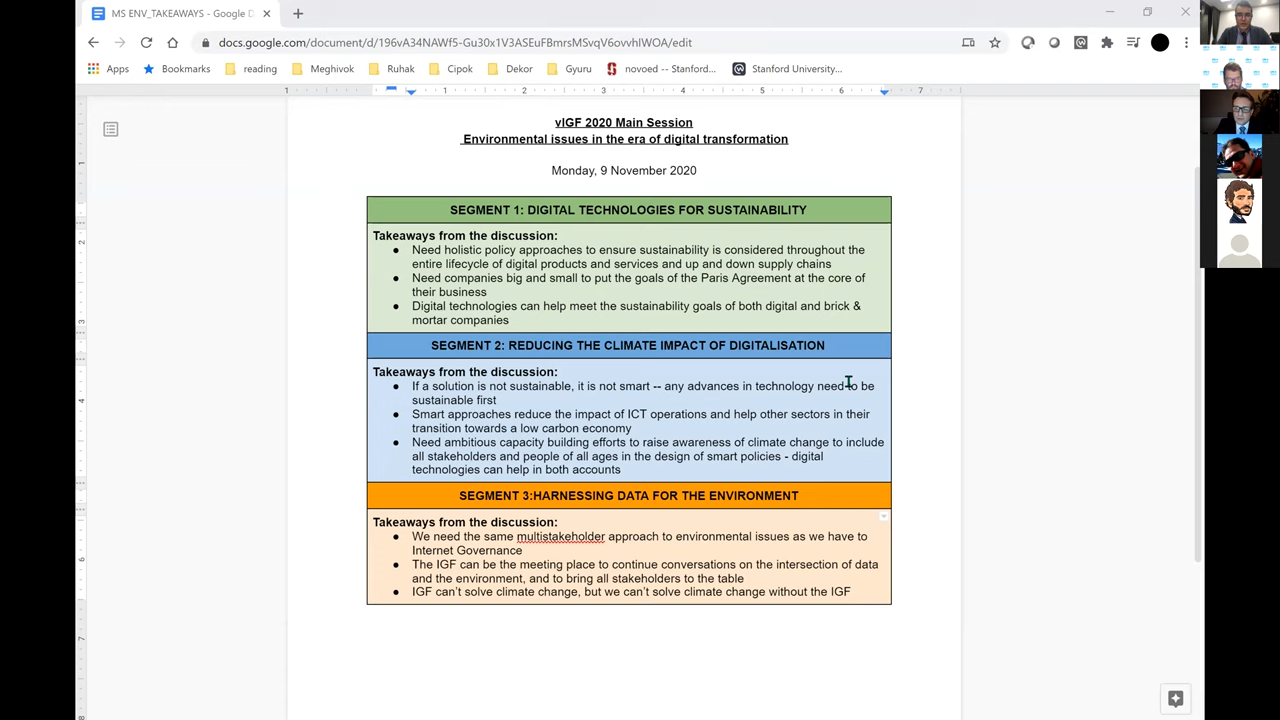 MS ENV_TAKEAWAYS - Google D
docs.google.com/document/d/
Apps
Bookmarks
reading
Meghívok
vIGF 2020 Main Session
Environmental issues in the era of digital transformation
Monday, 9 November 2020
SEGMENT 1: DIGITAL TECHNOLOGIES FOR SUSTAINABILITY
Takeaways from the discussion:
● Need holistic policy approaches to ensure sustainability is considered throughout the
entire lifecycle of digital products and services and up and down supply chains
● Need companies big and small to put the goals of the Paris Agreement at the core of
their business
● Digital technologies can help meet the sustainability goals of both digital and brick &
mortar companies
SEGMENT 2: REDUCING THE CLIMATE IMPACT OF DIGITALISATION
Takeaways from the discussion:
● If a solution is not sustainable, it is not smart -- any advances in technology need to be
sustainable first
● Smart approaches reduce the impact of ICT operations and help other sectors in their
transition towards a low carbon economy
● Need ambitious capacity building efforts to raise awareness of climate change to include
all stakeholders and people of all ages in the design of smart policies - digital
technologies can help in both accounts
SEGMENT 3:HARNESSING DATA FOR THE ENVIRONMENT
Takeaways from the discussion:
● We need the same multistakeholder approach to environmental issues as we have to
Internet Governance
● The IGF can be the meeting place to continue conversations on the intersection of data
and the environment, and to bring all stakeholders to the table
● IGF can’t solve climate change, but we can’t solve climate change without the IGF